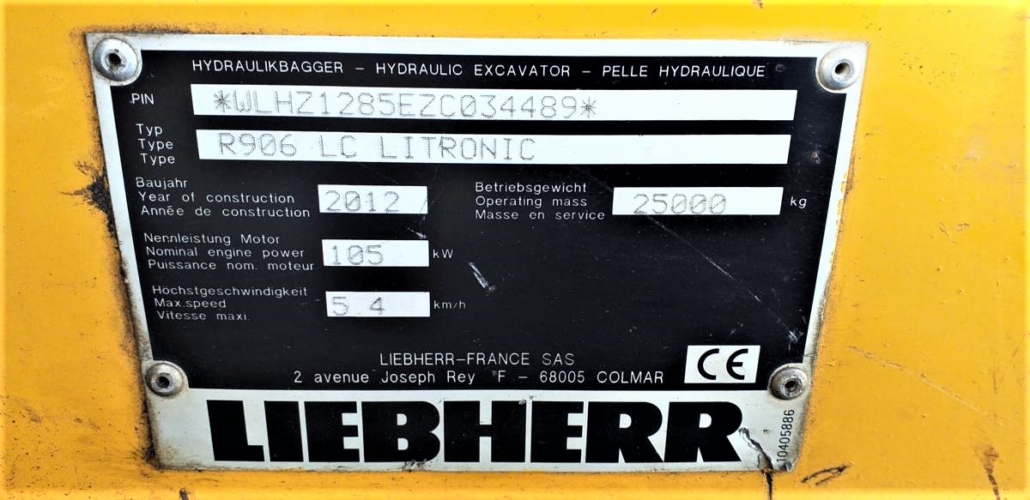 HYDRAULIKBAGGER - HYDRAULIC EXCAVATOR - PELLE HYDRAULIQUE
PIN *WLHZ1285EZC034489*
Typ
Type R906 LC LITRONIC
Type
Baujahr
Year of construction 2012
Année de construction
Betriebsgewicht
Operating mass 25000 kg
Masse en service
Nennleistung Motor
Nominal engine power 105 kW
Puissance nom. moteur
Höchstgeschwindigkeit
Max.speed 5 4 km/h
Vitesse maxi.
LIEBHERR-FRANCE SAS
2 avenue Joseph Rey F - 68005 COLMAR
CE
LIEBHERR
10405886